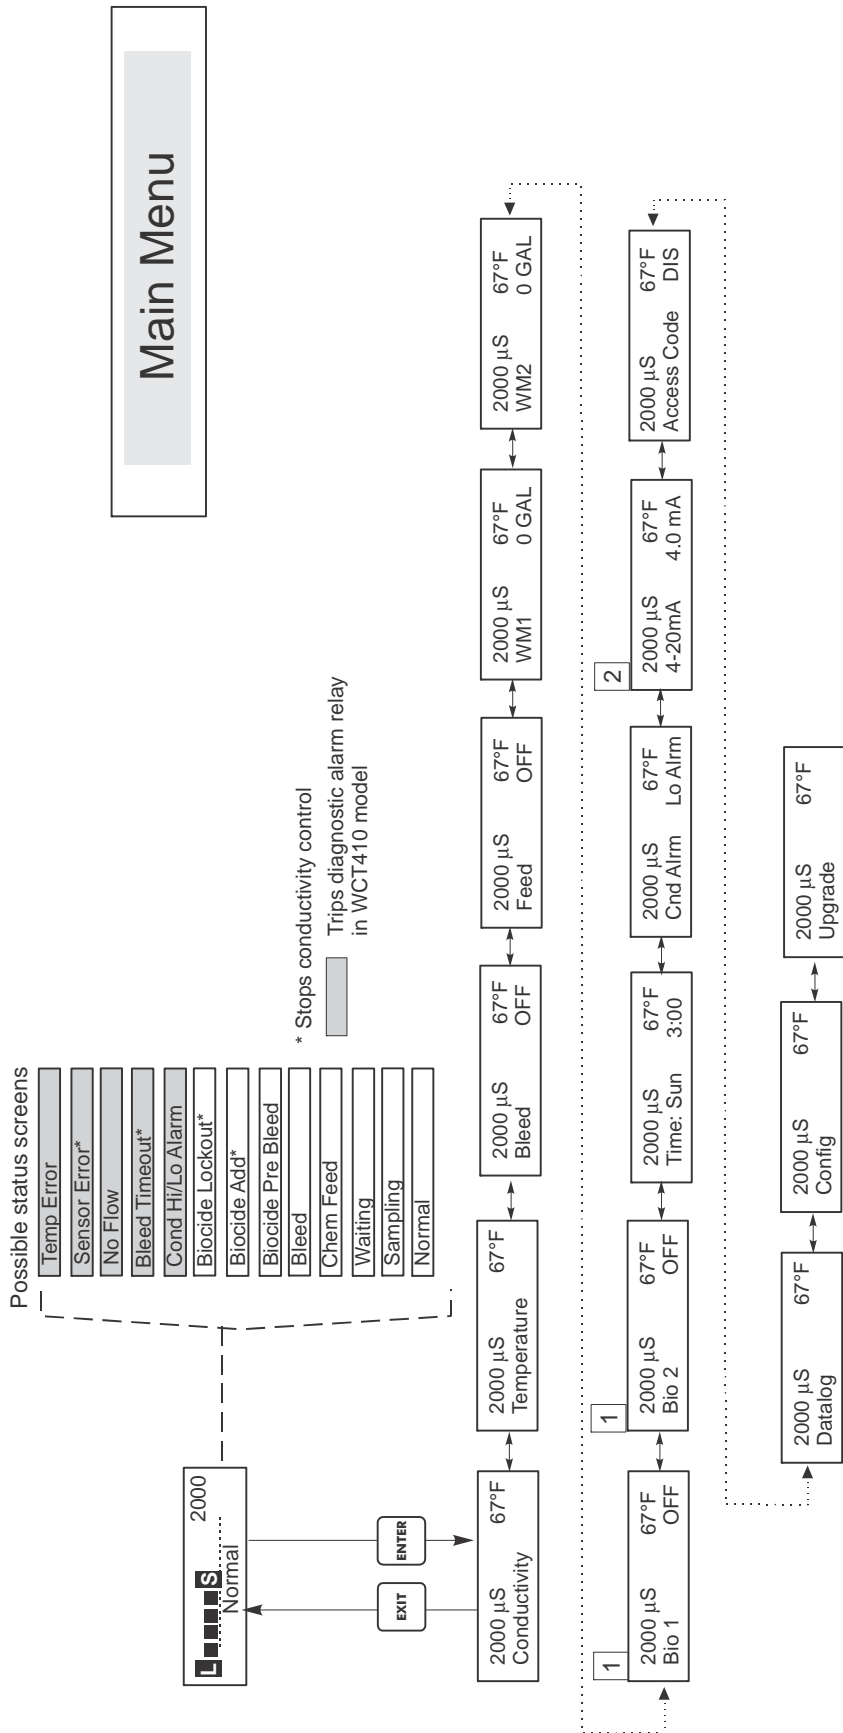 Main Menu
Possible status screens
Temp Error
Sensor Error*
No Flow
Bleed Timeout*
Cond Hi/Lo Alarm
Biocide Lockout*
Biocide Add*
Biocide Pre Bleed
Bleed
Chem Feed
Waiting
Sampling
Normal
* Stops conductivity control
Trips diagnostic alarm relay
in WCT410 model
L S 2000
Normal
EXIT
ENTER
2000 µS 67°F
Conductivity
2000 µS 67°F
Temperature
2000 µS 67°F
Bleed OFF
2000 µS 67°F
Feed OFF
2000 µS 67°F
WM1 0 GAL
2000 µS 67°F
WM2 0 GAL
1
2000 µS 67°F
Bio 1 OFF
1
2000 µS 67°F
Bio 2 OFF
2000 µS 67°F
Time: Sun 3:00
2000 µS 67°F
Cnd Alrm Lo Alrm
2
2000 µS 67°F
4-20mA 4.0 mA
2000 µS 67°F
Access Code DIS
2000 µS 67°F
Datalog
2000 µS 67°F
Config
2000 µS 67°F
Upgrade